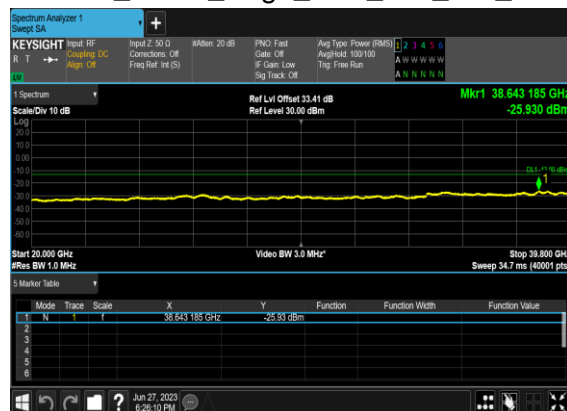 Spectrum Analyzer 1
Swept SA
KEYSIGHT Input: RF
R T
Coupling: DC
Align: Off
Input Z: 50 Ω
Corrections: Off
Freq Ref: Int (S)
#Atten: 20 dB
PNO: Fast
Gate: Off
IF Gain: Low
Sig Track: Off
Avg Type: Power (RMS)
Avg|Hold: 100/100
Trig: Free Run
1 2 3 4 5 6
A W W W W W
A N N N N N
1 Spectrum
Scale/Div 10 dB
Ref Lvl Offset 33.41 dB
Ref Level 30.00 dBm
Mkr1 38.643 185 GHz
-25.930 dBm
Log
20.0
10.0
0.00
-10.0
DL1 -13.00 dBm
-20.0
1
-30.0
-40.0
-50.0
-60.0
Start 20.000 GHz
#Res BW 1.0 MHz
Video BW 3.0 MHz*
Stop 39.800 GHz
Sweep 34.7 ms (40001 pts)
5 Marker Table
Mode Trace Scale X Y Function Function Width Function Value
1 N 1 f 38.643 185 GHz -25.93 dBm
2
3
4
5
6
? Jun 27, 2023
6:26:10 PM